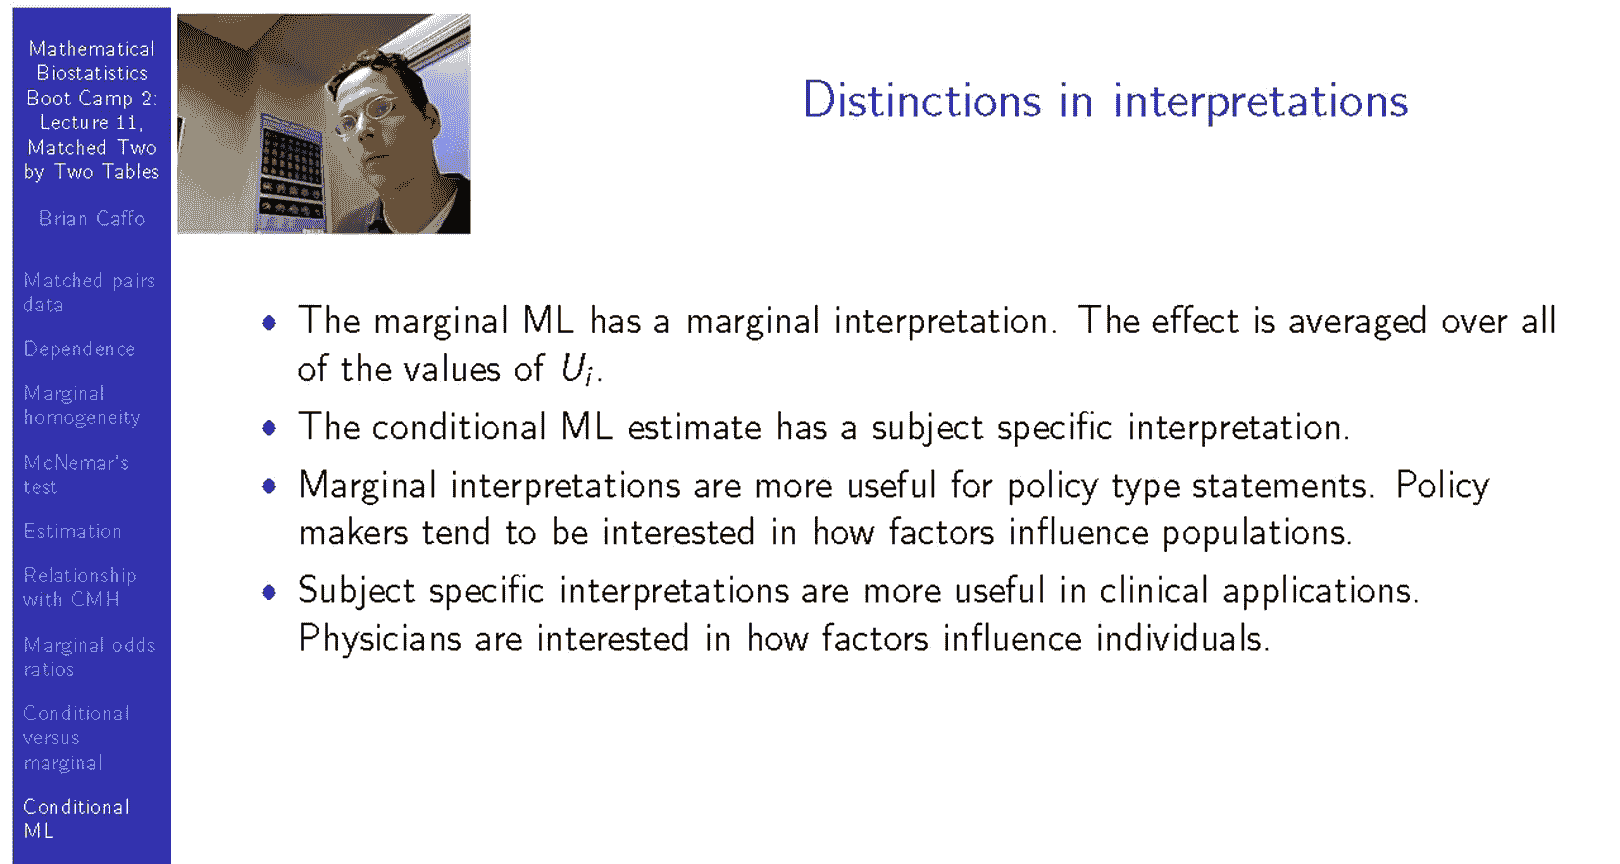 Mathematical
Biostatistics
Boot Camp 2:
Lecture 11,
Matched Two
by Two Tables
Brian Caffo
Matched pairs
data
Dependence
Marginal
homogeneity
McNemar's
test
Estimation
Relationship
with CMH
Marginal odds
ratios
Conditional
versus
marginal
Conditional
ML
Distinctions in interpretations
• The marginal ML has a marginal interpretation. The effect is averaged over all
of the values of Uᵢ.
• The conditional ML estimate has a subject specific interpretation.
• Marginal interpretations are more useful for policy type statements. Policy
makers tend to be interested in how factors influence populations.
• Subject specific interpretations are more useful in clinical applications.
Physicians are interested in how factors influence individuals.